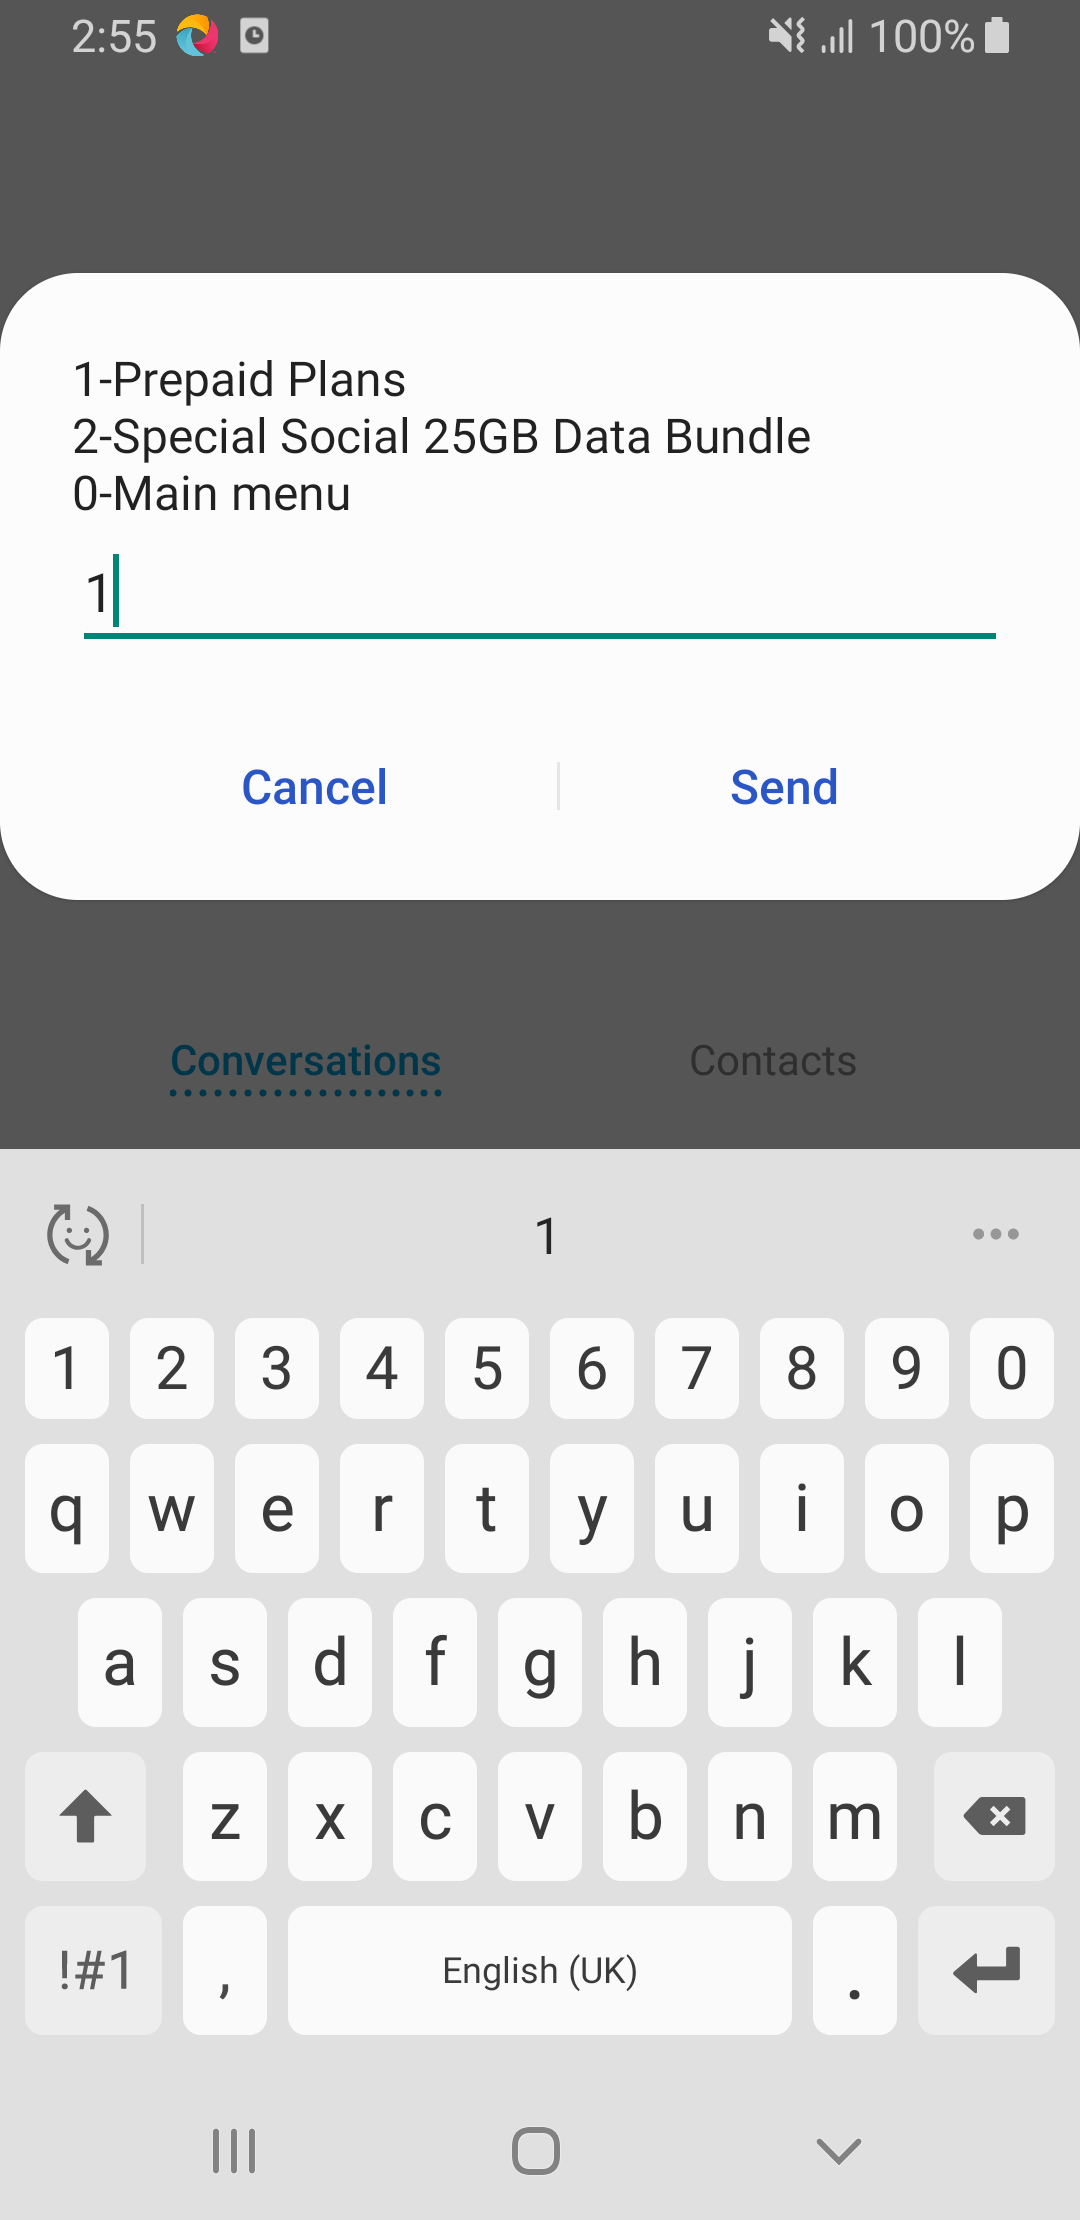 2:55
100%
1-Prepaid Plans
2-Special Social 25GB Data Bundle
0-Main menu
1
Cancel
Send
Conversations
Contacts
1
1 2 3 4 5 6 7 8 9 0
q w e r t y u i o p
a s d f g h j k l
z x c v b n m
!#1 , English (UK) .